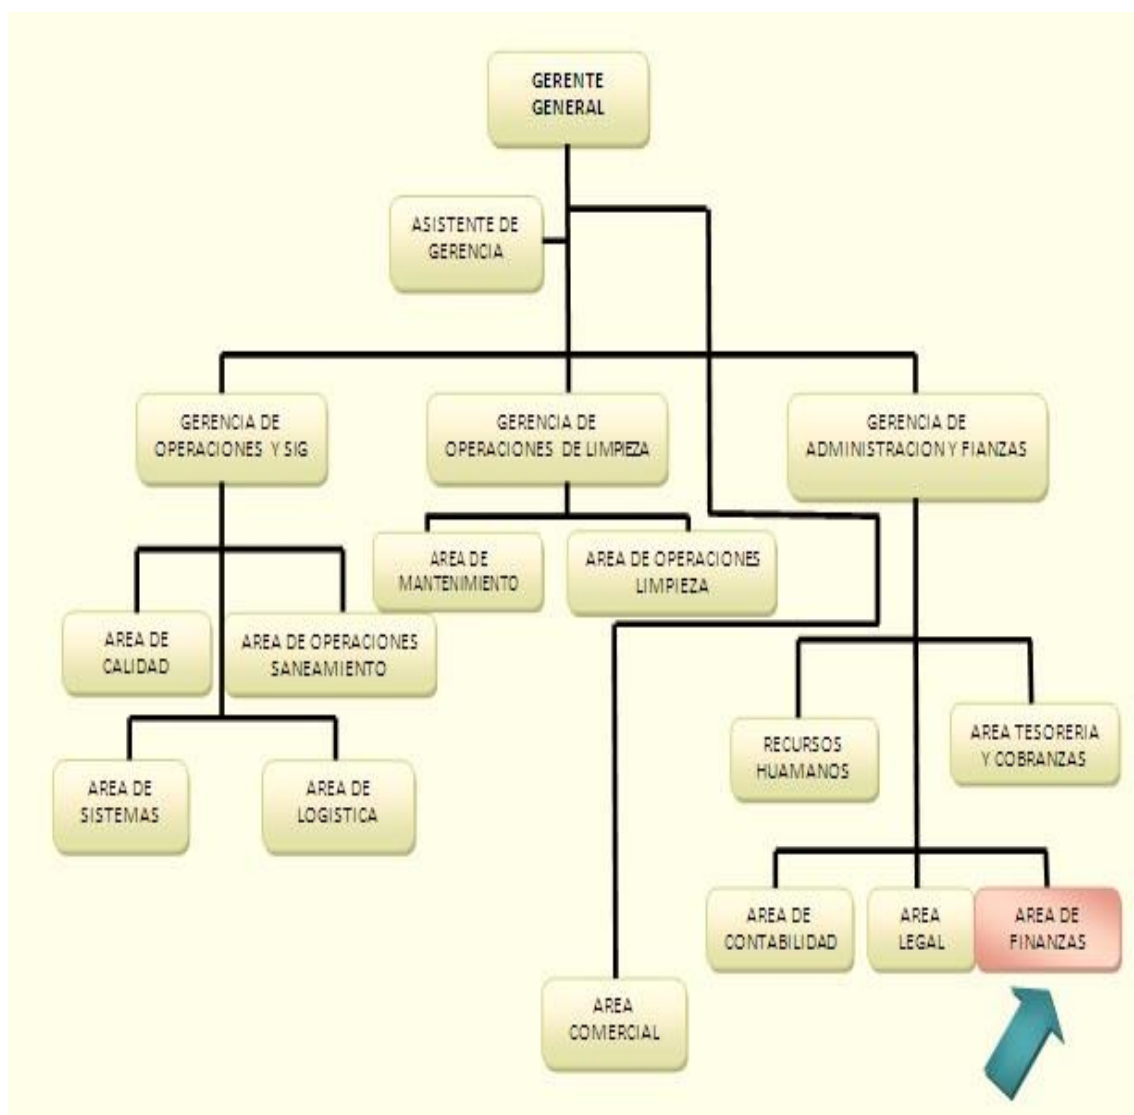 GERENTE
GENERAL
ASISTENTE DE
GERENCIA
GERENCIA DE
OPERACIONES Y SIG
GERENCIA DE
OPERACIONES DE LIMPIEZA
GERENCIA DE
ADMINISTRACION Y FIANZAS
AREA DE
MANTENIMIENTO
AREA DE OPERACIONES
LIMPIEZA
AREA DE
CALIDAD
AREA DE OPERACIONES
SANEAMIENTO
RECURSOS
HUAMANOS
AREA TESORERIA
Y COBRANZAS
AREA DE
SISTEMAS
AREA DE
LOGISTICA
AREA DE
CONTABILIDAD
AREA
LEGAL
AREA DE
FINANZAS
AREA
COMERCIAL